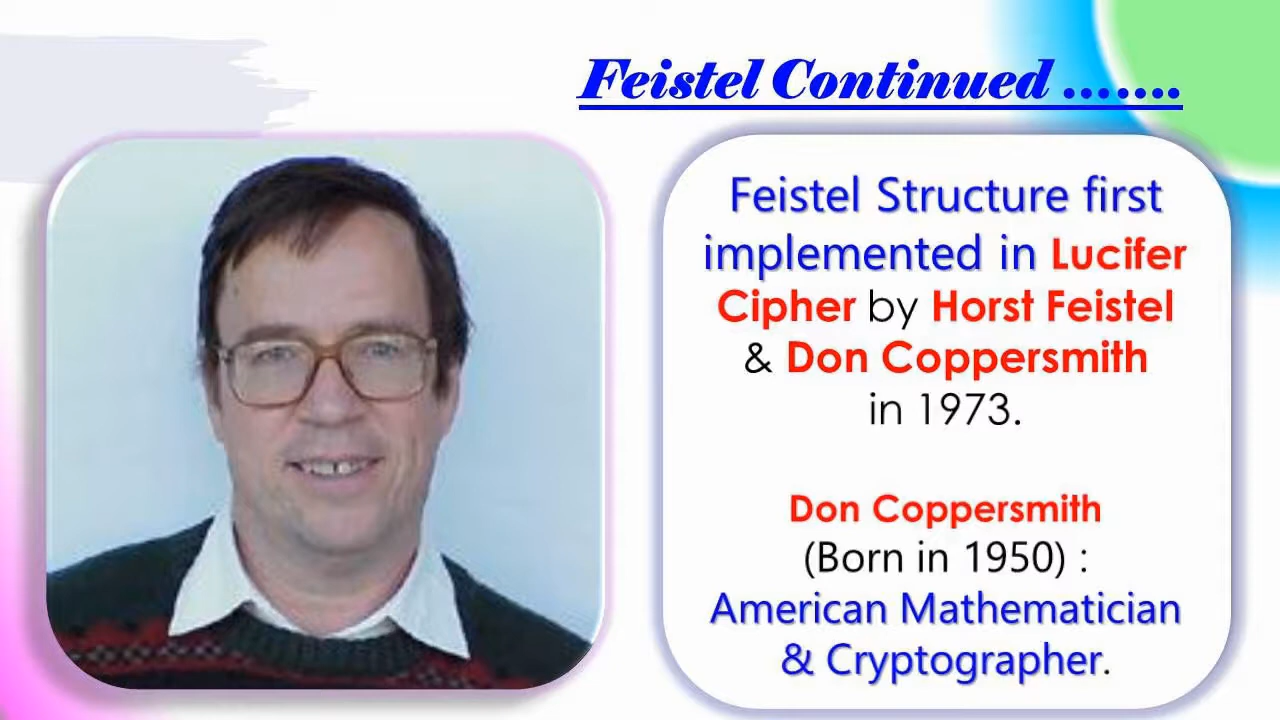 Feistel Continued .......
Feistel Structure first
implemented in Lucifer
Cipher by Horst Feistel
& Don Coppersmith
in 1973.
Don Coppersmith
(Born in 1950) :
American Mathematician
& Cryptographer.